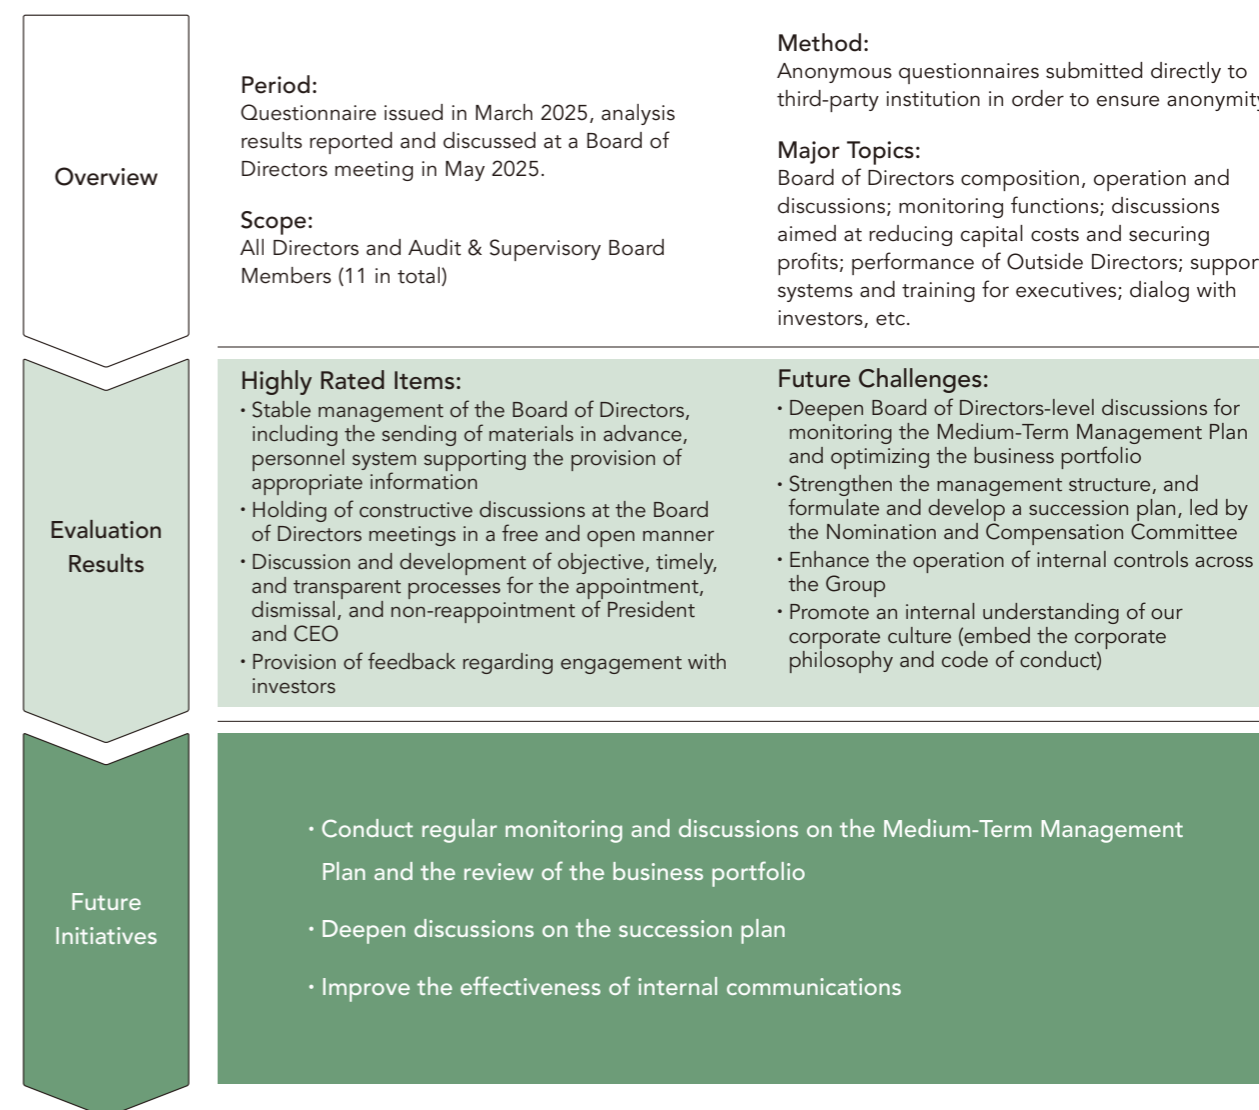 Overview
Period:
Questionnaire issued in March 2025, analysis
results reported and discussed at a Board of
Directors meeting in May 2025.
Scope:
All Directors and Audit & Supervisory Board
Members (11 in total)
Method:
Anonymous questionnaires submitted directly to
third-party institution in order to ensure anonymity
Major Topics:
Board of Directors composition, operation and
discussions; monitoring functions; discussions
aimed at reducing capital costs and securing
profits; performance of Outside Directors; support
systems and training for executives; dialog with
investors, etc.
Evaluation
Results
Highly Rated Items:
・Stable management of the Board of Directors,
including the sending of materials in advance,
personnel system supporting the provision of
appropriate information
・Holding of constructive discussions at the Board
of Directors meetings in a free and open manner
・Discussion and development of objective, timely,
and transparent processes for the appointment,
dismissal, and non-reappointment of President
and CEO
・Provision of feedback regarding engagement with
investors
Future Challenges:
・Deepen Board of Directors-level discussions for
monitoring the Medium-Term Management Plan
and optimizing the business portfolio
・Strengthen the management structure, and
formulate and develop a succession plan, led by
the Nomination and Compensation Committee
・Enhance the operation of internal controls across
the Group
・Promote an internal understanding of our
corporate culture (embed the corporate
philosophy and code of conduct)
Future
Initiatives
・Conduct regular monitoring and discussions on the Medium-Term Management
Plan and the review of the business portfolio
・Deepen discussions on the succession plan
・Improve the effectiveness of internal communications